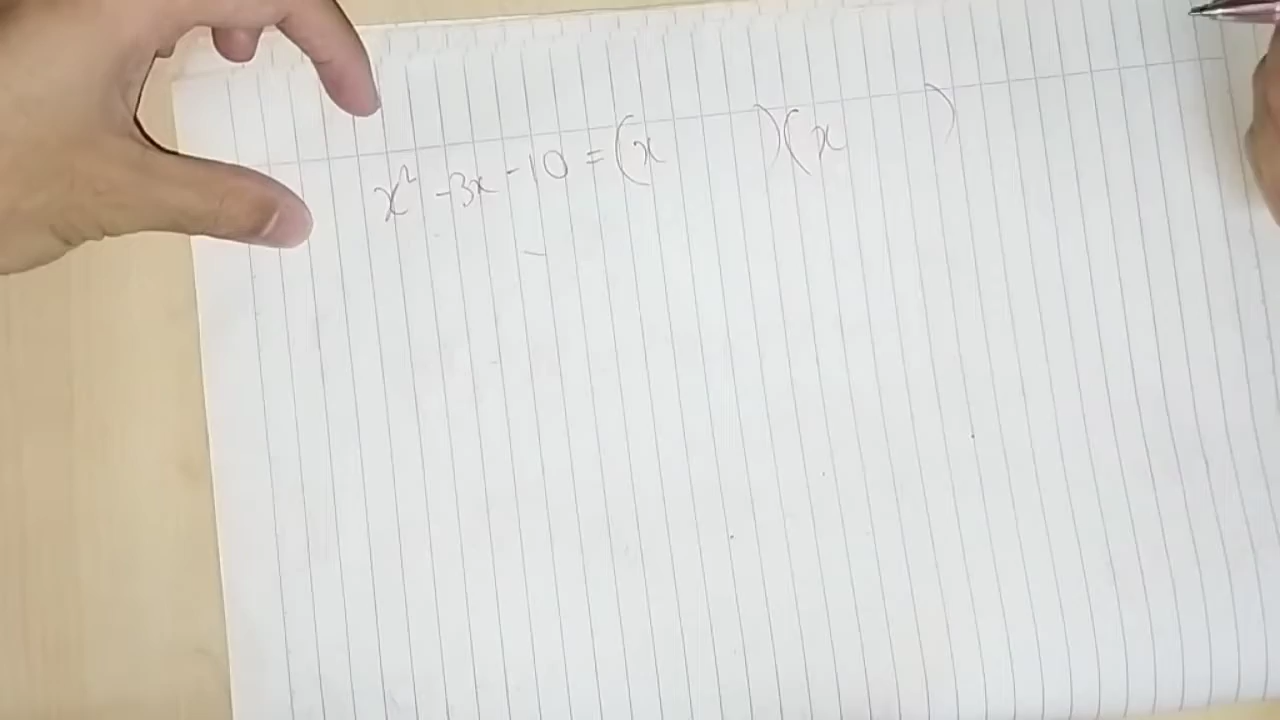 x² -3x -10 = (x )(x )